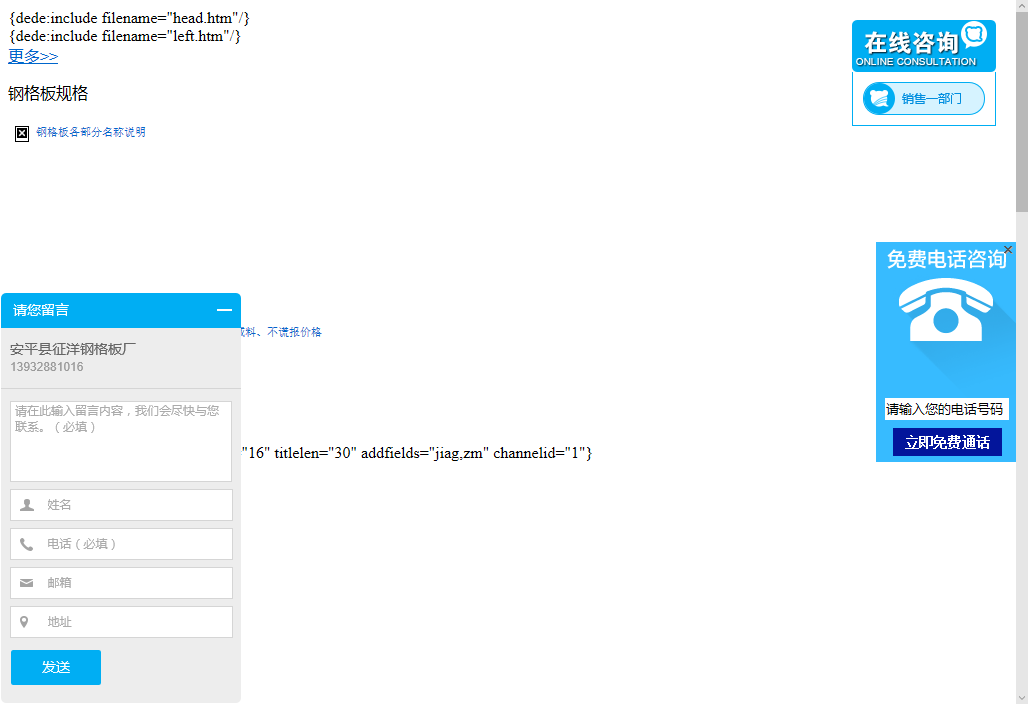 {dede:include filename="head.htm"/}
{dede:include filename="left.htm"/}
更多>>
钢格板规格
钢格板各部分名称说明
在线咨询
ONLINE CONSULTATION
销售一部门
免费电话咨询
请输入您的电话号码
立即免费通话
请您留言
安平县征洋钢格板厂
13932881016
料、不谎报价格
请在此输入留言内容，我们会尽快与您
联系。（必填）
"16" titlelen="30" addfields="jiag,zm" channelid="1"}
姓名
电话（必填）
邮箱
地址
发送